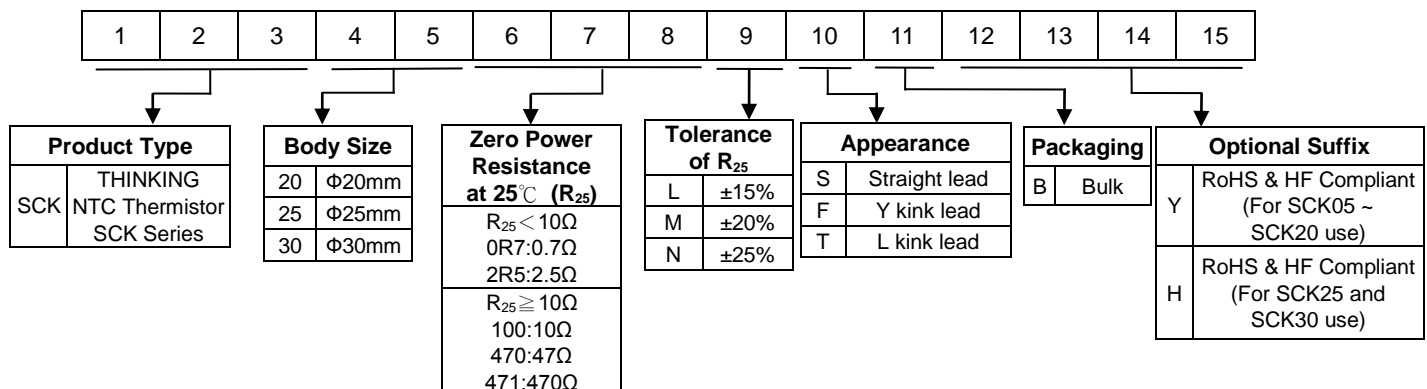 1 2 3 4 5 6 7 8 9 10 11 12 13 14 15
Product Type
SCK
THINKING
NTC Thermistor
SCK Series
Body Size
20 Φ20mm
25 Φ25mm
30 Φ30mm
Zero Power
Resistance
at 25℃ (R25)
R25＜10Ω
0R7:0.7Ω
2R5:2.5Ω
R25≧10Ω
100:10Ω
470:47Ω
471:470Ω
Tolerance
of R25
L ±15%
M ±20%
N ±25%
Appearance
S Straight lead
F Y kink lead
T L kink lead
Packaging
B Bulk
Optional Suffix
Y
RoHS & HF Compliant
(For SCK05 ~
SCK20 use)
H
RoHS & HF Compliant
(For SCK25 and
SCK30 use)